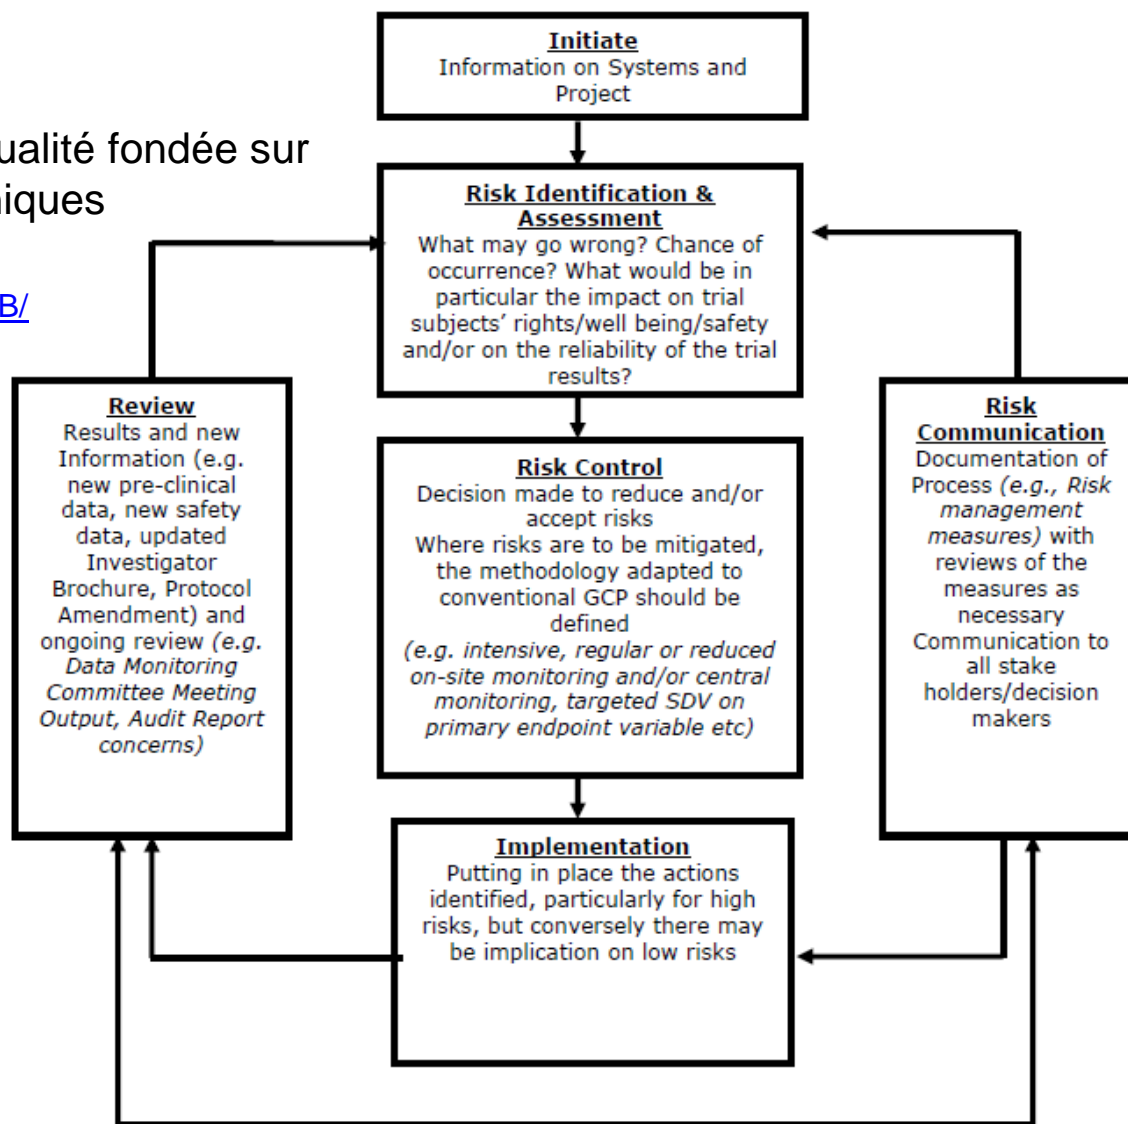 Initiate
Information on Systems and
Project
ualité fondée sur
niques
B/
Risk Identification &
Assessment
What may go wrong? Chance of
occurrence? What would be in
particular the impact on trial
subjects' rights/well being/safety
and/or on the reliability of the trial
results?
Review
Results and new
Information (e.g.
new pre-clinical
data, new safety
data, updated
Investigator
Brochure, Protocol
Amendment) and
ongoing review (e.g.
Data Monitoring
Committee Meeting
Output, Audit Report
concerns)
Risk Control
Decision made to reduce and/or
accept risks
Where risks are to be mitigated,
the methodology adapted to
conventional GCP should be
defined
(e.g. intensive, regular or reduced
on-site monitoring and/or central
monitoring, targeted SDV on
primary endpoint variable etc)
Risk
Communication
Documentation of
Process (e.g., Risk
management
measures) with
reviews of the
measures as
necessary
Communication to
all stake
holders/decision
makers
Implementation
Putting in place the actions
identified, particularly for high
risks, but conversely there may
be implication on low risks